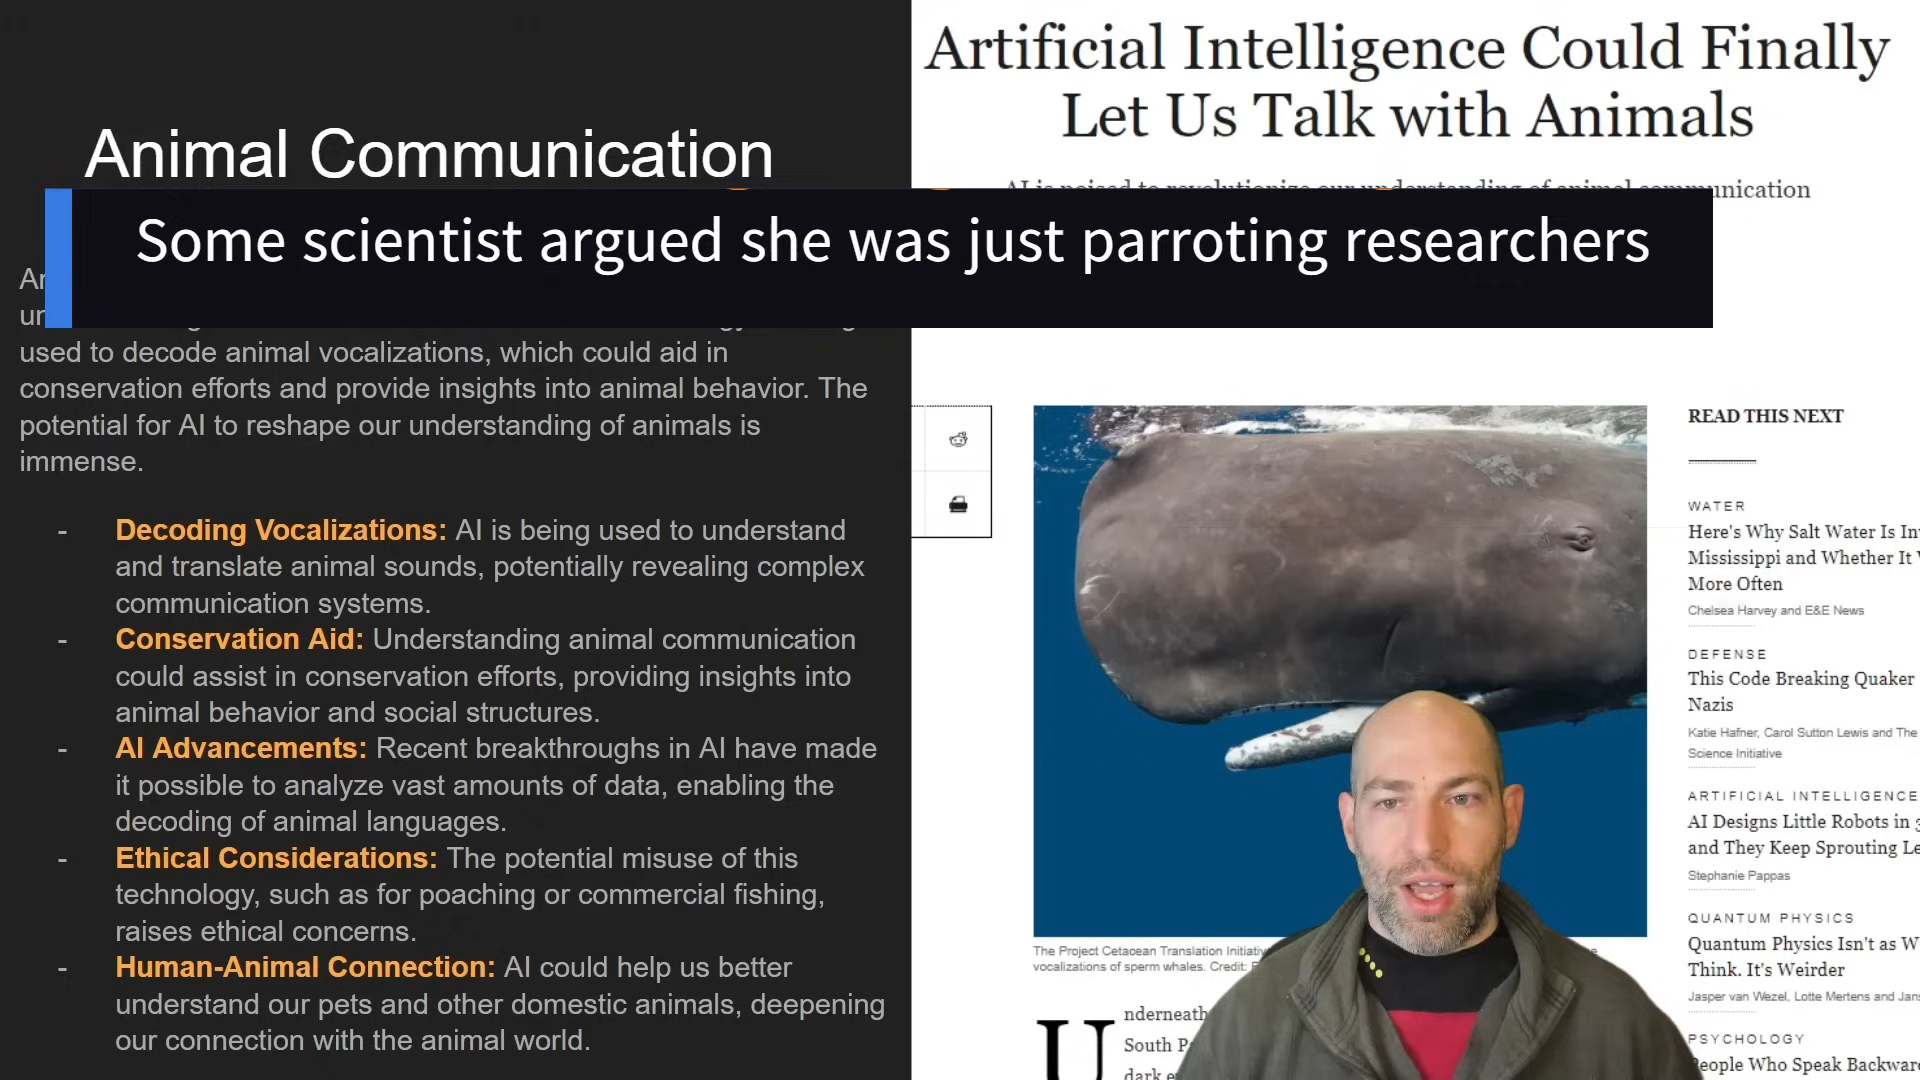 Animal Communication
Some scientist argued she was just parroting researchers
used to decode animal vocalizations, which could aid in
conservation efforts and provide insights into animal behavior. The
potential for AI to reshape our understanding of animals is
immense.
- Decoding Vocalizations: AI is being used to understand
and translate animal sounds, potentially revealing complex
communication systems.
- Conservation Aid: Understanding animal communication
could assist in conservation efforts, providing insights into
animal behavior and social structures.
- AI Advancements: Recent breakthroughs in AI have made
it possible to analyze vast amounts of data, enabling the
decoding of animal languages.
- Ethical Considerations: The potential misuse of this
technology, such as for poaching or commercial fishing,
raises ethical concerns.
- Human-Animal Connection: AI could help us better
understand our pets and other domestic animals, deepening
our connection with the animal world.
Artificial Intelligence Could Finally
Let Us Talk with Animals
AI is poised to revolutionize our understanding of animal communication
The Project Cetacean Translation
vocalizations of sperm whales. Credit:
nderneath
South
dark
READ THIS NEXT
WATER
Here's Why Salt Water Is
Mississippi and Whether It
More Often
Chelsea Harvey and E&E News
DEFENSE
This Code Breaking Quaker
Nazis
Katie Hafner, Carol Sutton Lewis and The
Science Initiative
ARTIFICIAL INTELLIGENCE
AI Designs Little Robots in
and They Keep Sprouting
Stephanie Pappas
QUANTUM PHYSICS
Quantum Physics Isn't as
Think. It's Weirder
Jasper van Wezel, Lotte Mertens and
PSYCHOLOGY
People Who Speak